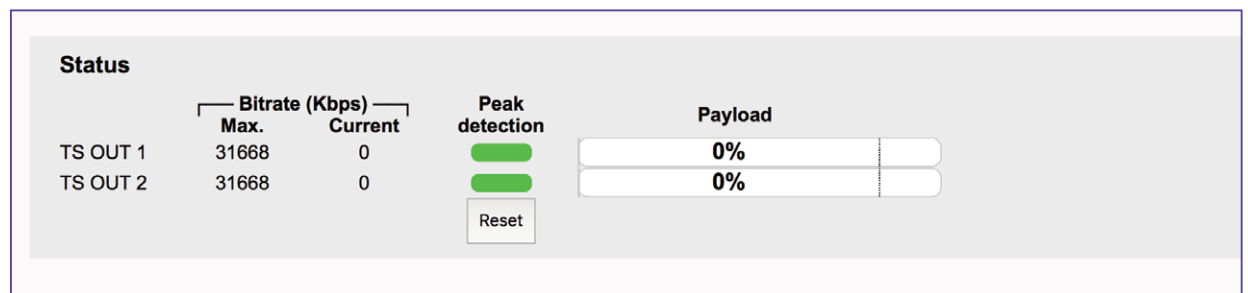 Status
Bitrate (Kbps)
Peak
Max.
Current
detection
Payload
TS OUT 1
31668
0
0%
TS OUT 2
31668
0
0%
Reset